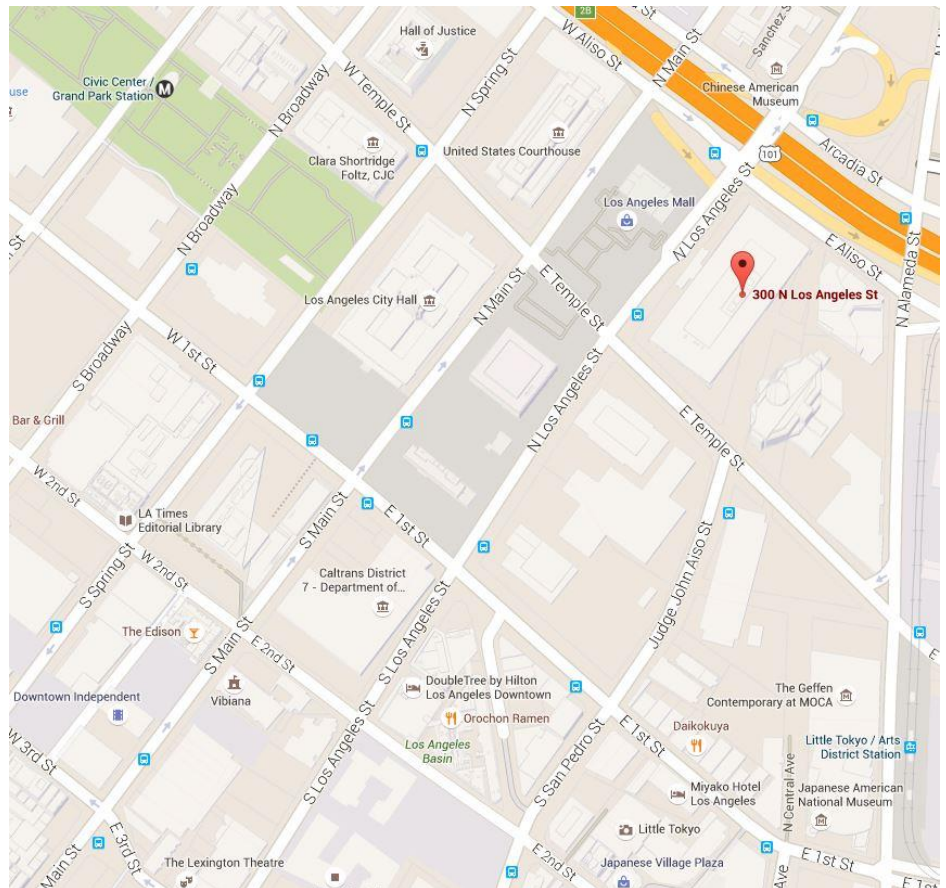 2B
Hall of Justice
W Aliso St
N Main St
Sanchez S
Civic Center /
Grand Park Station
M
ouse
N Broadway
W Temple St
N Spring St
Chinese American
Museum
Clara Shortridge
Foltz, CJC
United States Courthouse
101
Arcadia St
Los Angeles Mall
N Los Angeles St
N Broadway
E Aliso St
N Alameda St
300 N Los Angeles St
Los Angeles City Hall
N Main St
E Temple St
W 1st St
S Broadway
N Los Angeles St
Bar & Grill
E Temple St
W 2nd St
LA Times
Editorial Library
S Main St
E 1st St
Judge John Aiso St
S Spring St
W 2nd St
Caltrans District
7 - Department of...
The Edison
S Main St
E 2nd St
S Los Angeles St
DoubleTree by Hilton
Los Angeles Downtown
The Geffen
Contemporary at MOCA
Downtown Independent
Vibiana
Orochon Ramen
Daikokuya
E 1st St
Los Angeles
Basin
Little Tokyo / Arts
District Station
W 3rd St
S Los Angeles St
S San Pedro St
Miyako Hotel
Los Angeles
N Central Ave
Japanese American
National Museum
E 3rd St
Main St
Little Tokyo
The Lexington Theatre
E 2nd St
Japanese Village Plaza
Ave
E 1st St
E 1st
E